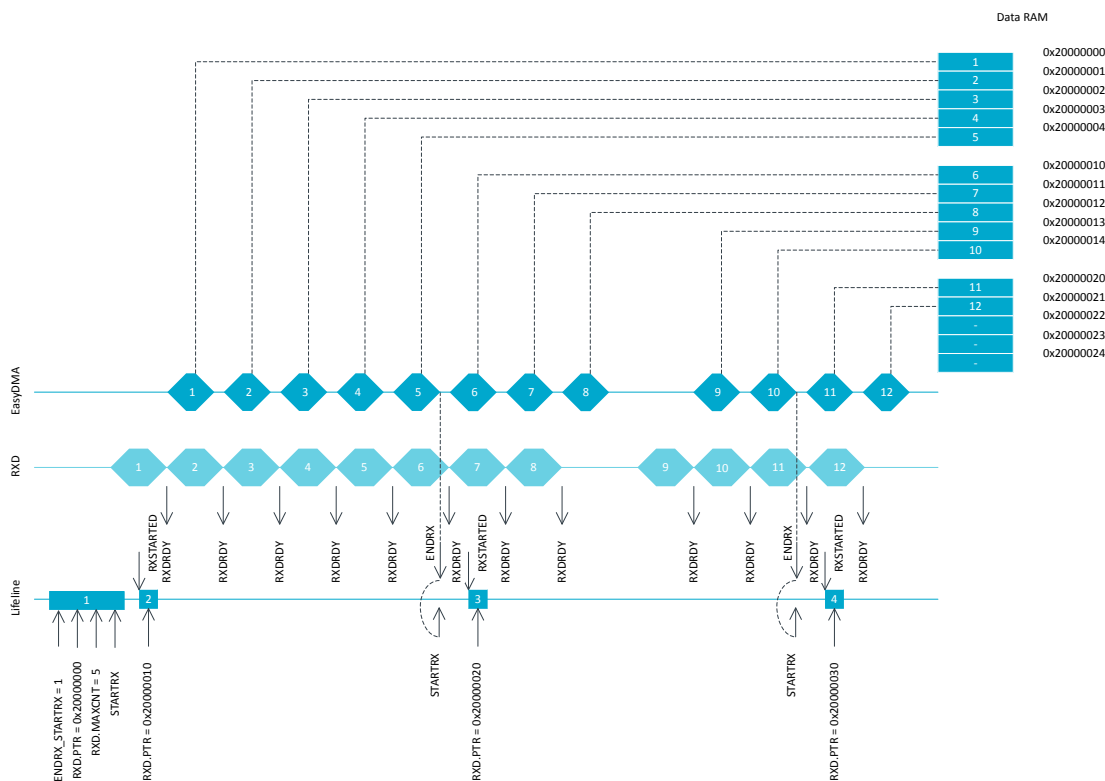 Data RAM
0x20000000
1
0x20000001
2
0x20000002
3
0x20000003
4
0x20000004
5
0x20000010
6
0x20000011
7
0x20000012
8
0x20000013
9
0x20000014
10
0x20000020
11
0x20000021
12
0x20000022
-
0x20000023
-
0x20000024
-
EasyDMA
1 2 3 4 5 6 7 8 9 10 11 12
RXD
1 2 3 4 5 6 7 8 9 10 11 12
RXSTARTED
RXDRDY
RXDRDY
RXDRDY
RXDRDY
RXDRDY
ENDRX
RXDRDY
RXSTARTED
RXDRDY
RXDRDY
RXDRDY
RXDRDY
ENDRX
RXDRDY
RXSTARTED
RXDRDY
Lifeline
1 2 3 4
ENDRX_STARTRX = 1
RXD.PTR = 0x20000000
RXD.MAXCNT = 5
STARTRX
RXD.PTR = 0x20000010
STARTRX
RXD.PTR = 0x20000020
STARTRX
RXD.PTR = 0x20000030